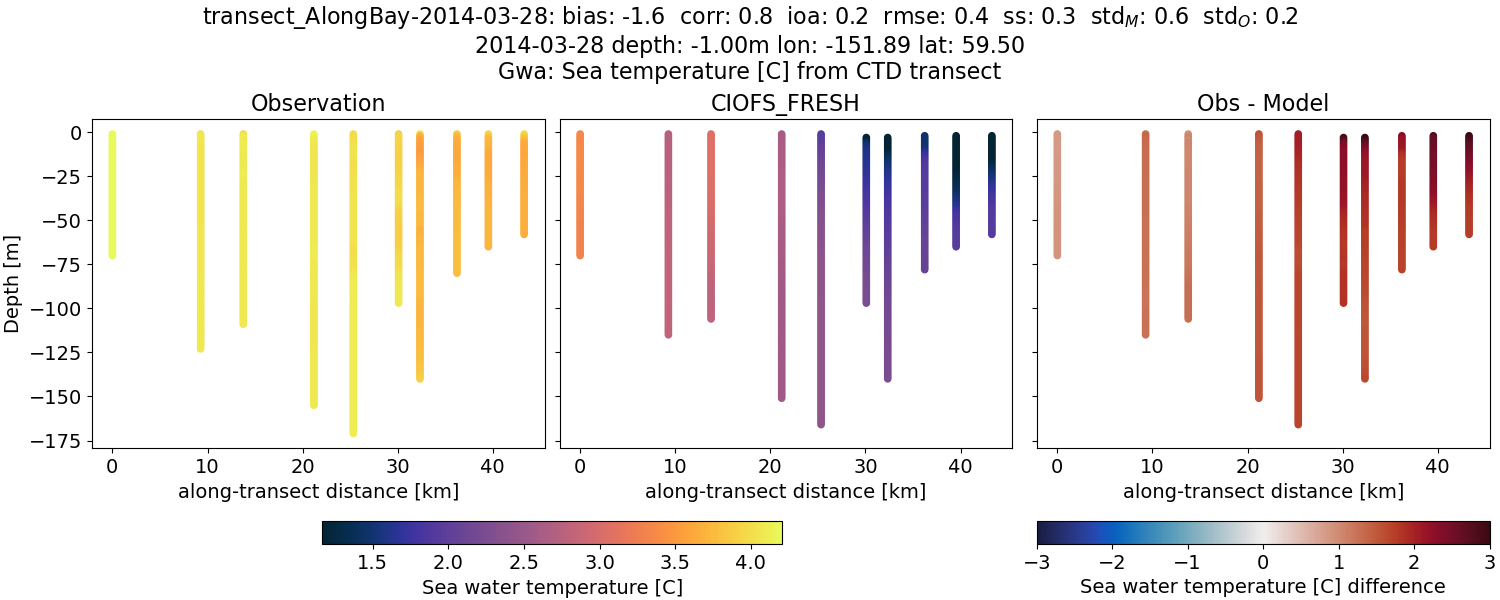 transect_AlongBay-2014-03-28: bias: -1.6 corr: 0.8 ioa: 0.2 rmse: 0.4 ss: 0.3 std_M: 0.6 std_O: 0.2
2014-03-28 depth: -1.00m lon: -151.89 lat: 59.50
Gwa: Sea temperature [C] from CTD transect
Observation CIOFS_FRESH Obs - Model
Depth [m]
0
−25
−50
−75
−100
−125
−150
−175
0 10 20 30 40 0 10 20 30 40 0 10 20 30 40
along-transect distance [km] along-transect distance [km] along-transect distance [km]
1.5 2.0 2.5 3.0 3.5 4.0 −3 −2 −1 0 1 2 3
Sea water temperature [C] Sea water temperature [C] difference